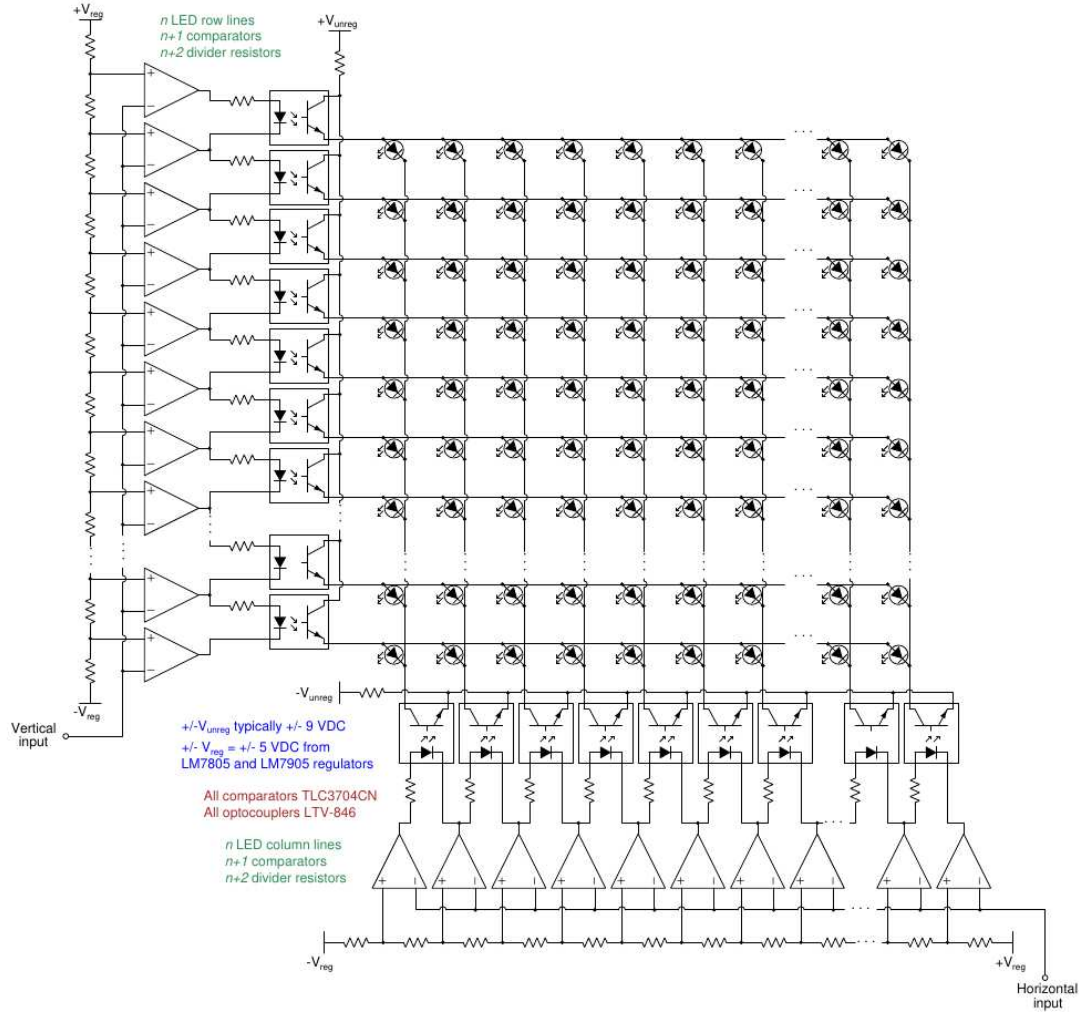 +Vreg
n LED row lines
n+1 comparators
n+2 divider resistors
+Vunreg
-Vunreg
-Vreg
Vertical
input
+/-Vunreg typically +/- 9 VDC
+/- Vreg = +/- 5 VDC from
LM7805 and LM7905 regulators
All comparators TLC3704CN
All optocouplers LTV-846
n LED column lines
n+1 comparators
n+2 divider resistors
-Vreg
+Vreg
Horizontal
input